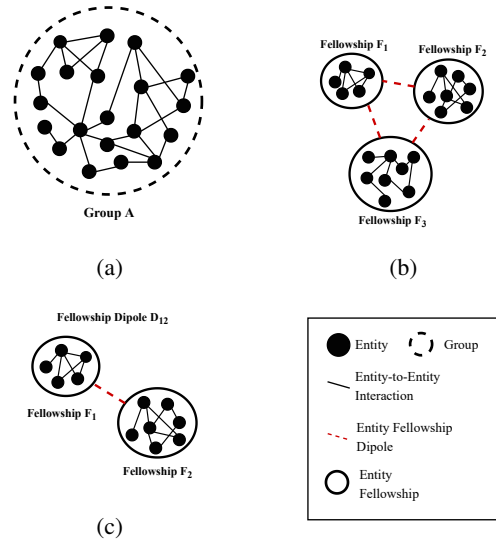 Group A
(a)
Fellowship F1
Fellowship F2
Fellowship F3
(b)
Fellowship Dipole D12
Fellowship F1
Fellowship F2
(c)
Entity
Group
Entity-to-Entity
Interaction
Entity Fellowship
Dipole
Entity
Fellowship